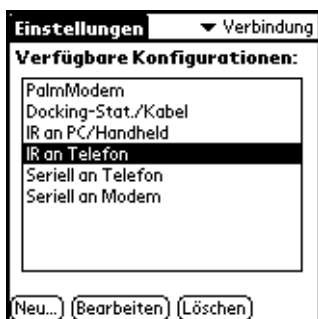 Einstellungen ▼ Verbindung
Verfügbare Konfigurationen:
PalmModem
Docking-Stat./Kabel
IR an PC/Handheld
IR an Telefon
Seriell an Telefon
Seriell an Modem
Neu... Bearbeiten Löschen